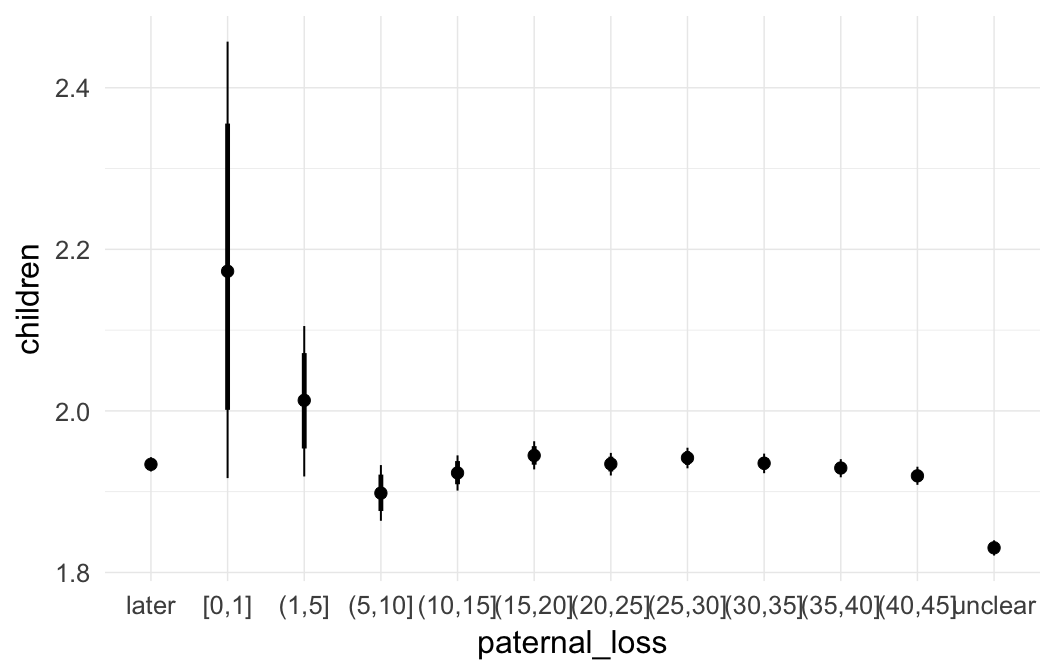 children
2.4
2.2
2.0
1.8
later [0,1] (1,5] (5,10] (10,15] (15,20] (20,25] (25,30] (30,35] (35,40] (40,45] unclear
paternal_loss